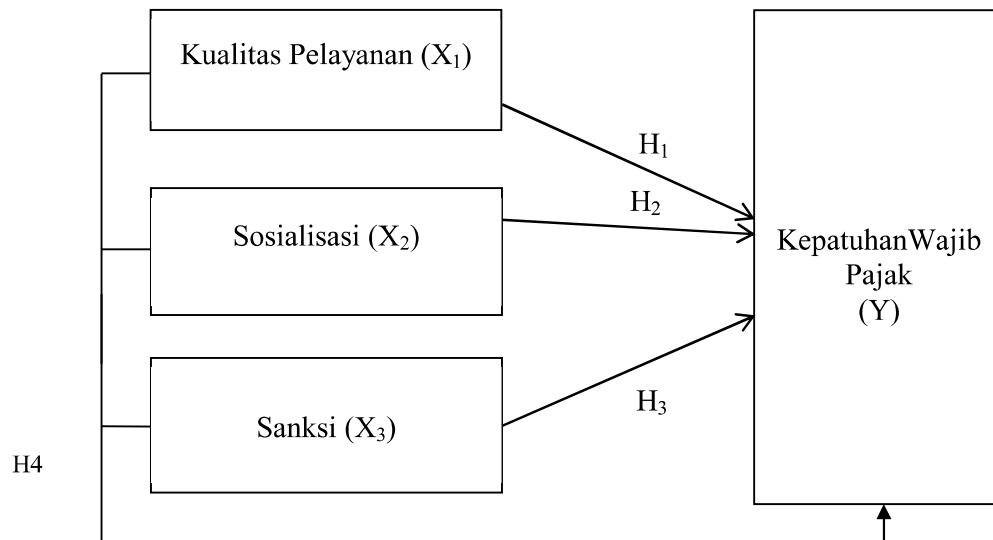 Kualitas Pelayanan (X₁)
H₁
H₂
Sosialisasi (X₂)
KepatuhanWajib
Pajak
(Y)
H₃
Sanksi (X₃)
H4